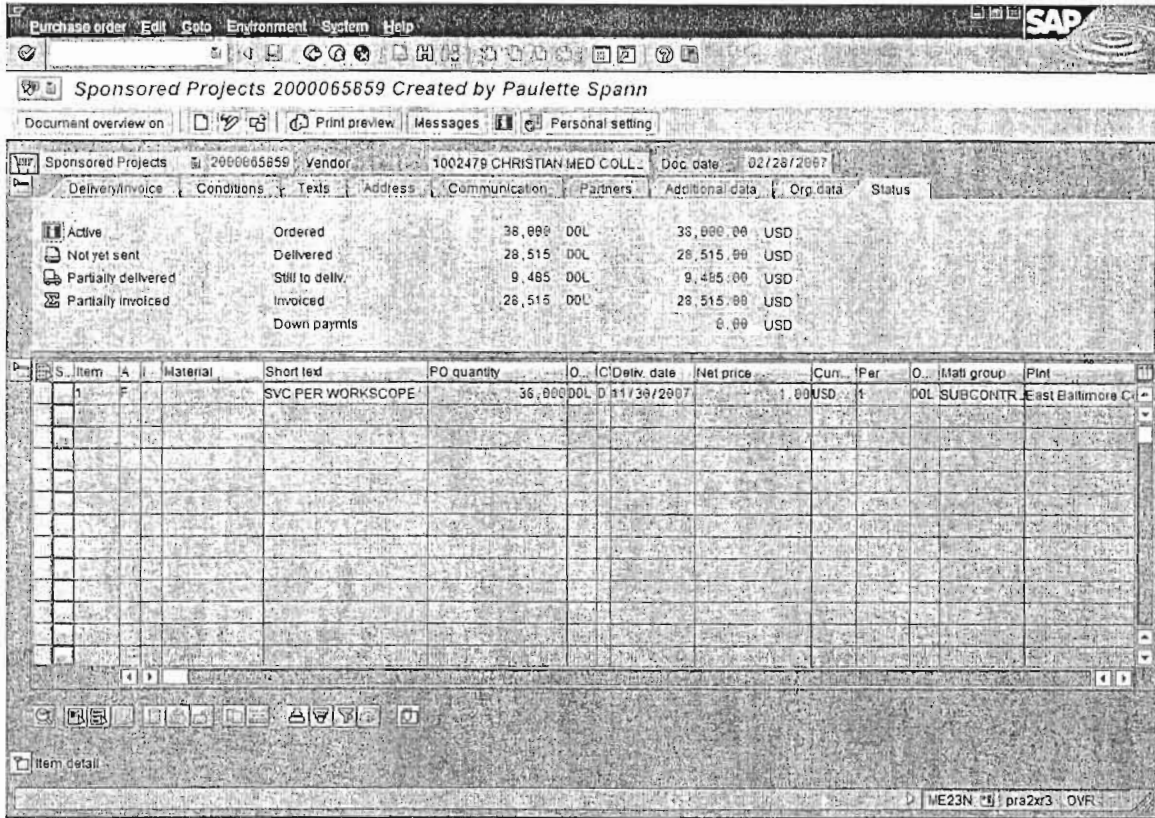 Purchase order Edit Goto Environment System Help
SAP
Sponsored Projects 2000065859 Created by Paulette Spann
Document overview on Print preview Messages Personal setting
Sponsored Projects 2000065859 Vendor 1002479 CHRISTIAN MED COLL... Doc. date 02/28/2007
Delivery/Invoice Conditions Texts Address Communication Partners Additional data Org. data Status
Active Ordered 38,000 DOL 38,000.00 USD
Not yet sent Delivered 28,515 DOL 28,515.00 USD
Partially delivered Still to deliv. 9,485 DOL 9,485.00 USD
Partially invoiced Invoiced 28,515 DOL 28,515.00 USD
Down paymts 0.00 USD
S.. Item A I Material Short text PO quantity O... C Deliv. date Net price Curr... Per O... Matl group Plnt
1 F SVC PER WORKSCOPE 38,000 DOL D 11/30/2007 1.00 USD 1 DOL SUBCONTR.. East Baltimore C
Item detail
ME23N pra2xr3 OVR